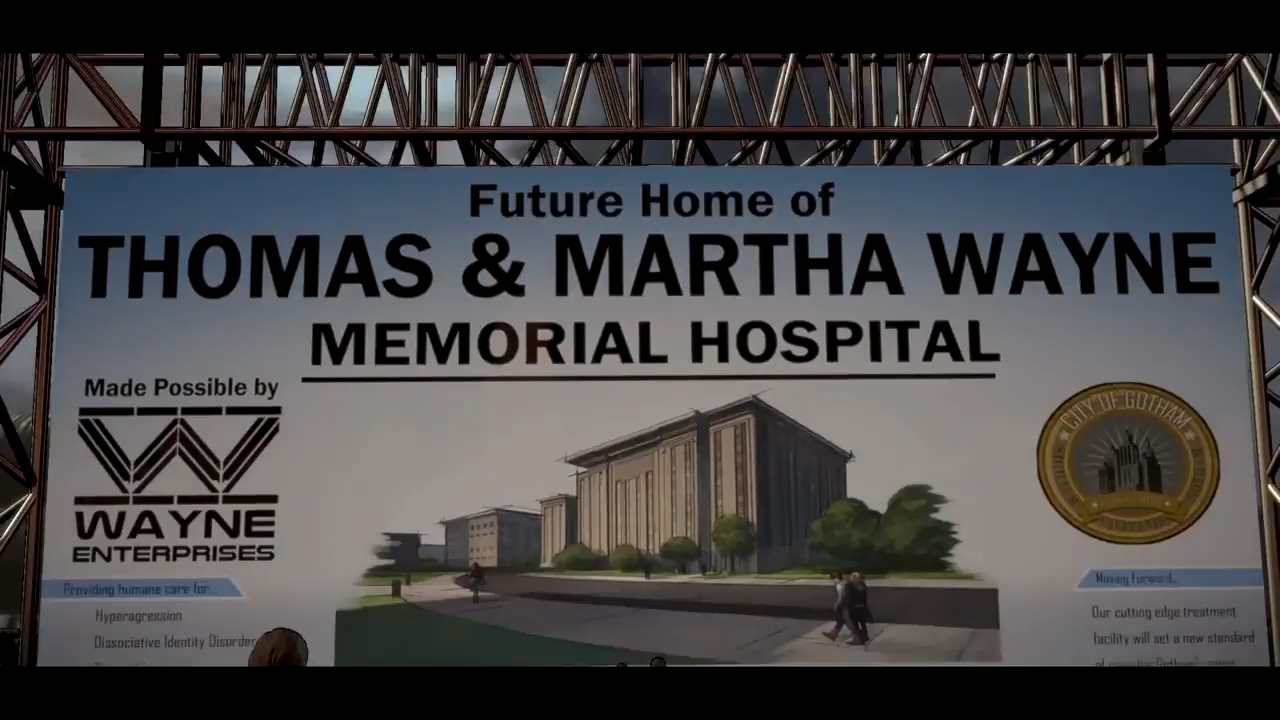 Future Home of
THOMAS & MARTHA WAYNE
MEMORIAL HOSPITAL
Made Possible by
WAYNE
ENTERPRISES
CITY OF GOTHAM
Providing humane care for...
Hyperagression
Dissociative Identity Disorder
Moving Forward...
Our cutting edge treatment
facility will set a new standard